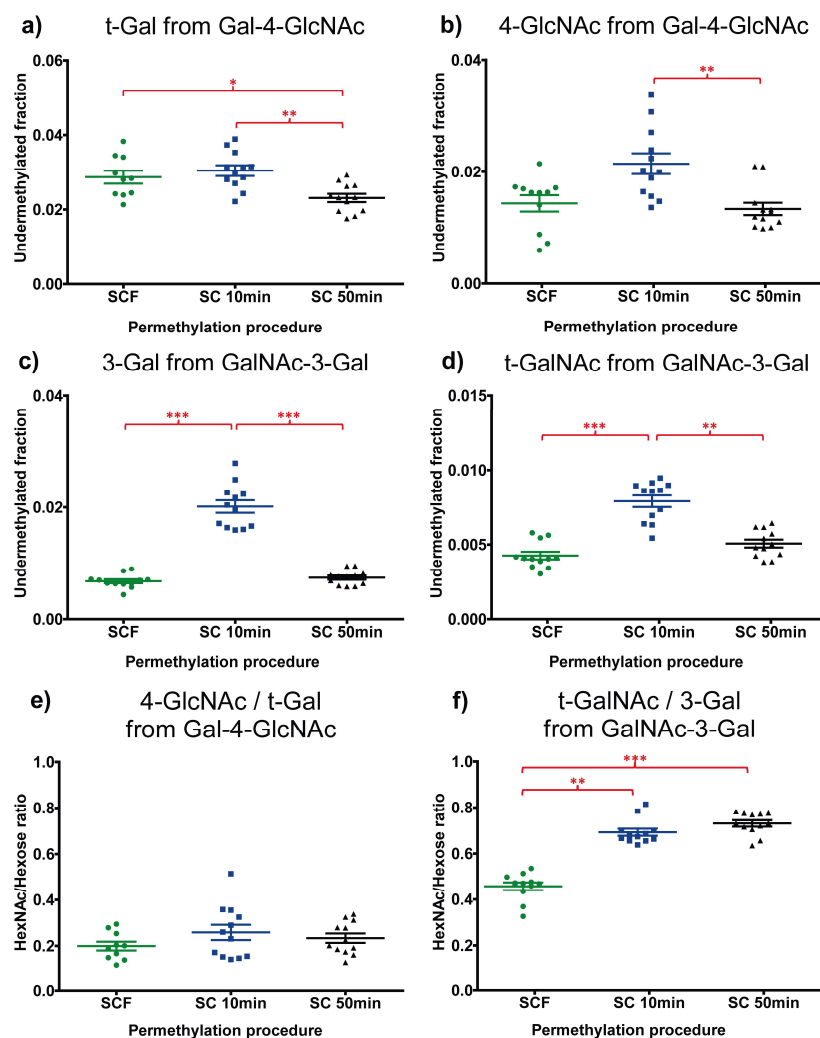 a) t-Gal from Gal-4-GlcNAc
Undermethylated fraction
0.06
0.04
0.02
0.00
*
**
SCF SC 10min SC 50min
Permethylation procedure
b) 4-GlcNAc from Gal-4-GlcNAc
Undermethylated fraction
0.04
0.02
0.00
**
SCF SC 10min SC 50min
Permethylation procedure
c) 3-Gal from GalNAc-3-Gal
Undermethylated fraction
0.04
0.02
0.00
*** ***
SCF SC 10min SC 50min
Permethylation procedure
d) t-GalNAc from GalNAc-3-Gal
Undermethylated fraction
0.015
0.010
0.005
0.000
*** **
SCF SC 10min SC 50min
Permethylation procedure
e) 4-GlcNAc / t-Gal
from Gal-4-GlcNAc
HexNAc/Hexose ratio
1.0
0.8
0.6
0.4
0.2
0.0
SCF SC 10min SC 50min
Permethylation procedure
f) t-GalNAc / 3-Gal
from GalNAc-3-Gal
HexNAc/Hexose ratio
1.0
0.8
0.6
0.4
0.2
0.0
***
**
SCF SC 10min SC 50min
Permethylation procedure